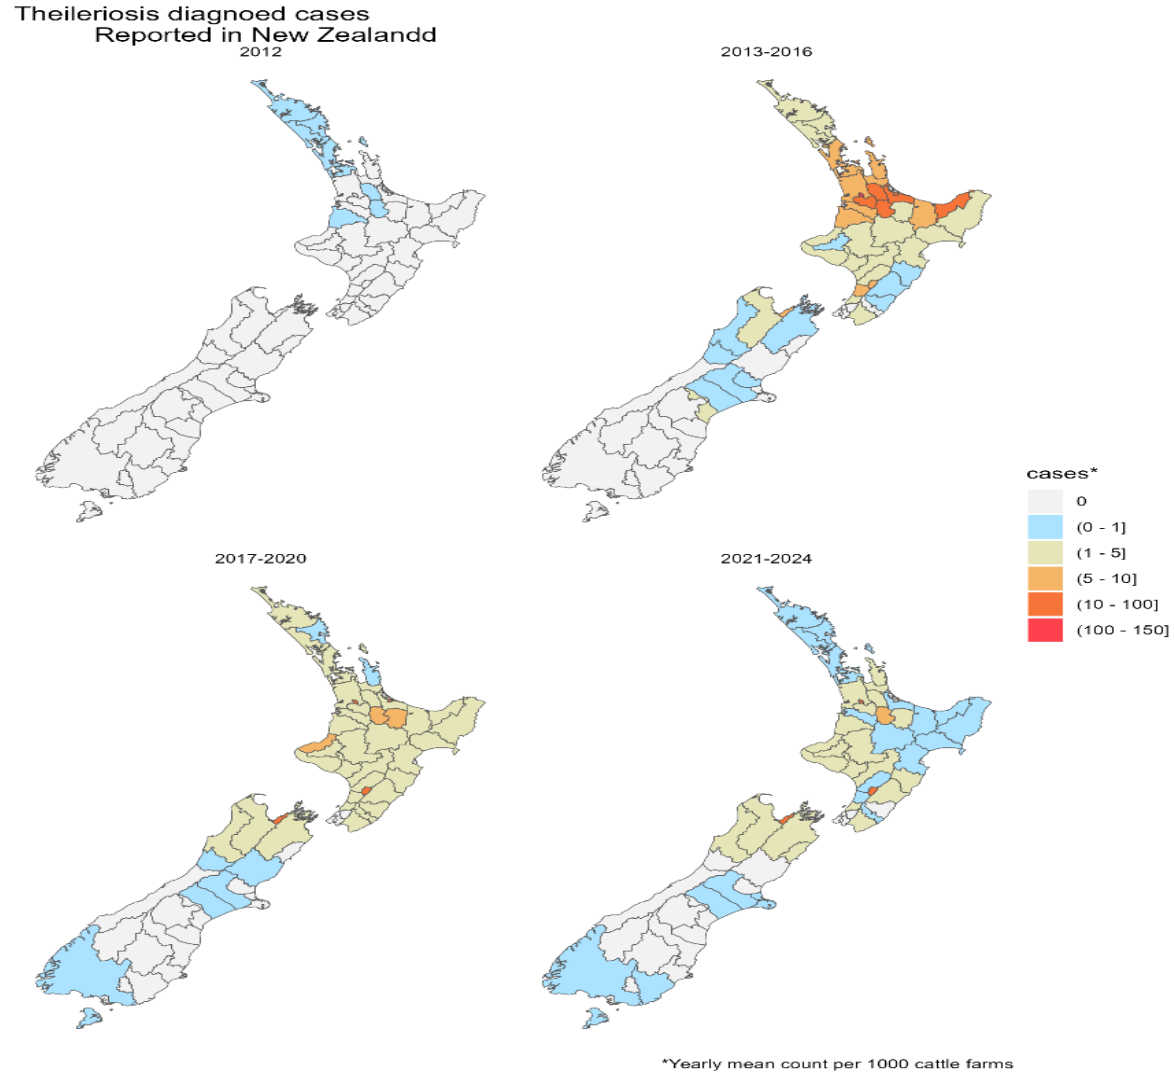 Theileriosis diagnoed cases
Reported in New Zealandd
2012
2013-2016
cases*
0
(0 - 1]
(1 - 5]
(5 - 10]
(10 - 100]
(100 - 150]
2017-2020
2021-2024
*Yearly mean count per 1000 cattle farms